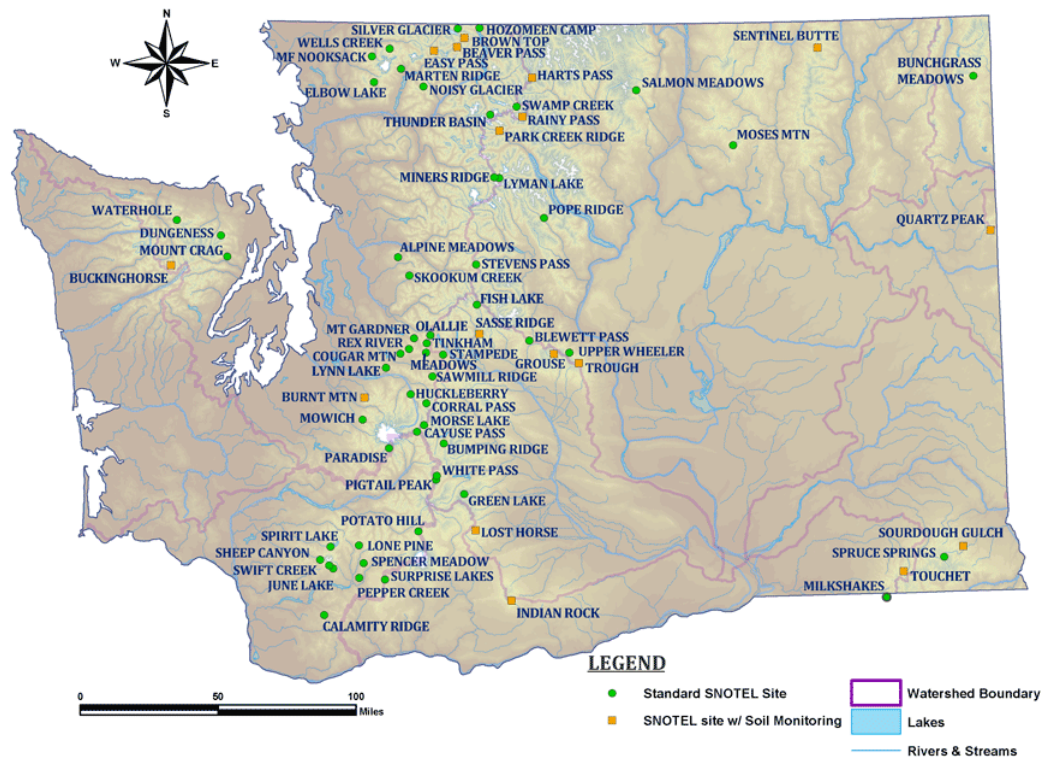 N
W
E
S
SILVER GLACIER
HOZOMEEN CAMP
BROWN TOP
WELLS CREEK
BEAVER PASS
SENTINEL BUTTE
MF NOOKSACK
EASY PASS
BUNCHGRASS
MEADOWS
MARTEN RIDGE
HARTS PASS
ELBOW LAKE
NOISY GLACIER
SALMON MEADOWS
SWAMP CREEK
THUNDER BASIN
RAINY PASS
PARK CREEK RIDGE
MOSES MTN
MINERS RIDGE
LYMAN LAKE
WATERHOLE
POPE RIDGE
QUARTZ PEAK
DUNGENESS
MOUNT CRAG
ALPINE MEADOWS
BUCKINGHORSE
STEVENS PASS
SKOOKUM CREEK
FISH LAKE
MT GARDNER
OLALLIE
SASSE RIDGE
REX RIVER
TINKHAM
BLEWETT PASS
COUGAR MTN
STAMPEDE
UPPER WHEELER
LYNN LAKE
MEADOWS
GROUSE
TROUGH
SAWMILL RIDGE
BURNT MTN
HUCKLEBERRY
CORRAL PASS
MOWICH
MORSE LAKE
CAYUSE PASS
BUMPING RIDGE
PARADISE
WHITE PASS
PIGTAIL PEAK
GREEN LAKE
POTATO HILL
LOST HORSE
SOURDOUGH GULCH
SPIRIT LAKE
LONE PINE
SHEEP CANYON
SPENCER MEADOW
SPRUCE SPRINGS
SWIFT CREEK
SURPRISE LAKES
TOUCHET
JUNE LAKE
PEPPER CREEK
MILKSHAKES
INDIAN ROCK
CALAMITY RIDGE
LEGEND
Standard SNOTEL Site
SNOTEL site w/ Soil Monitoring
Watershed Boundary
Lakes
Rivers & Streams
0 50 100
Miles